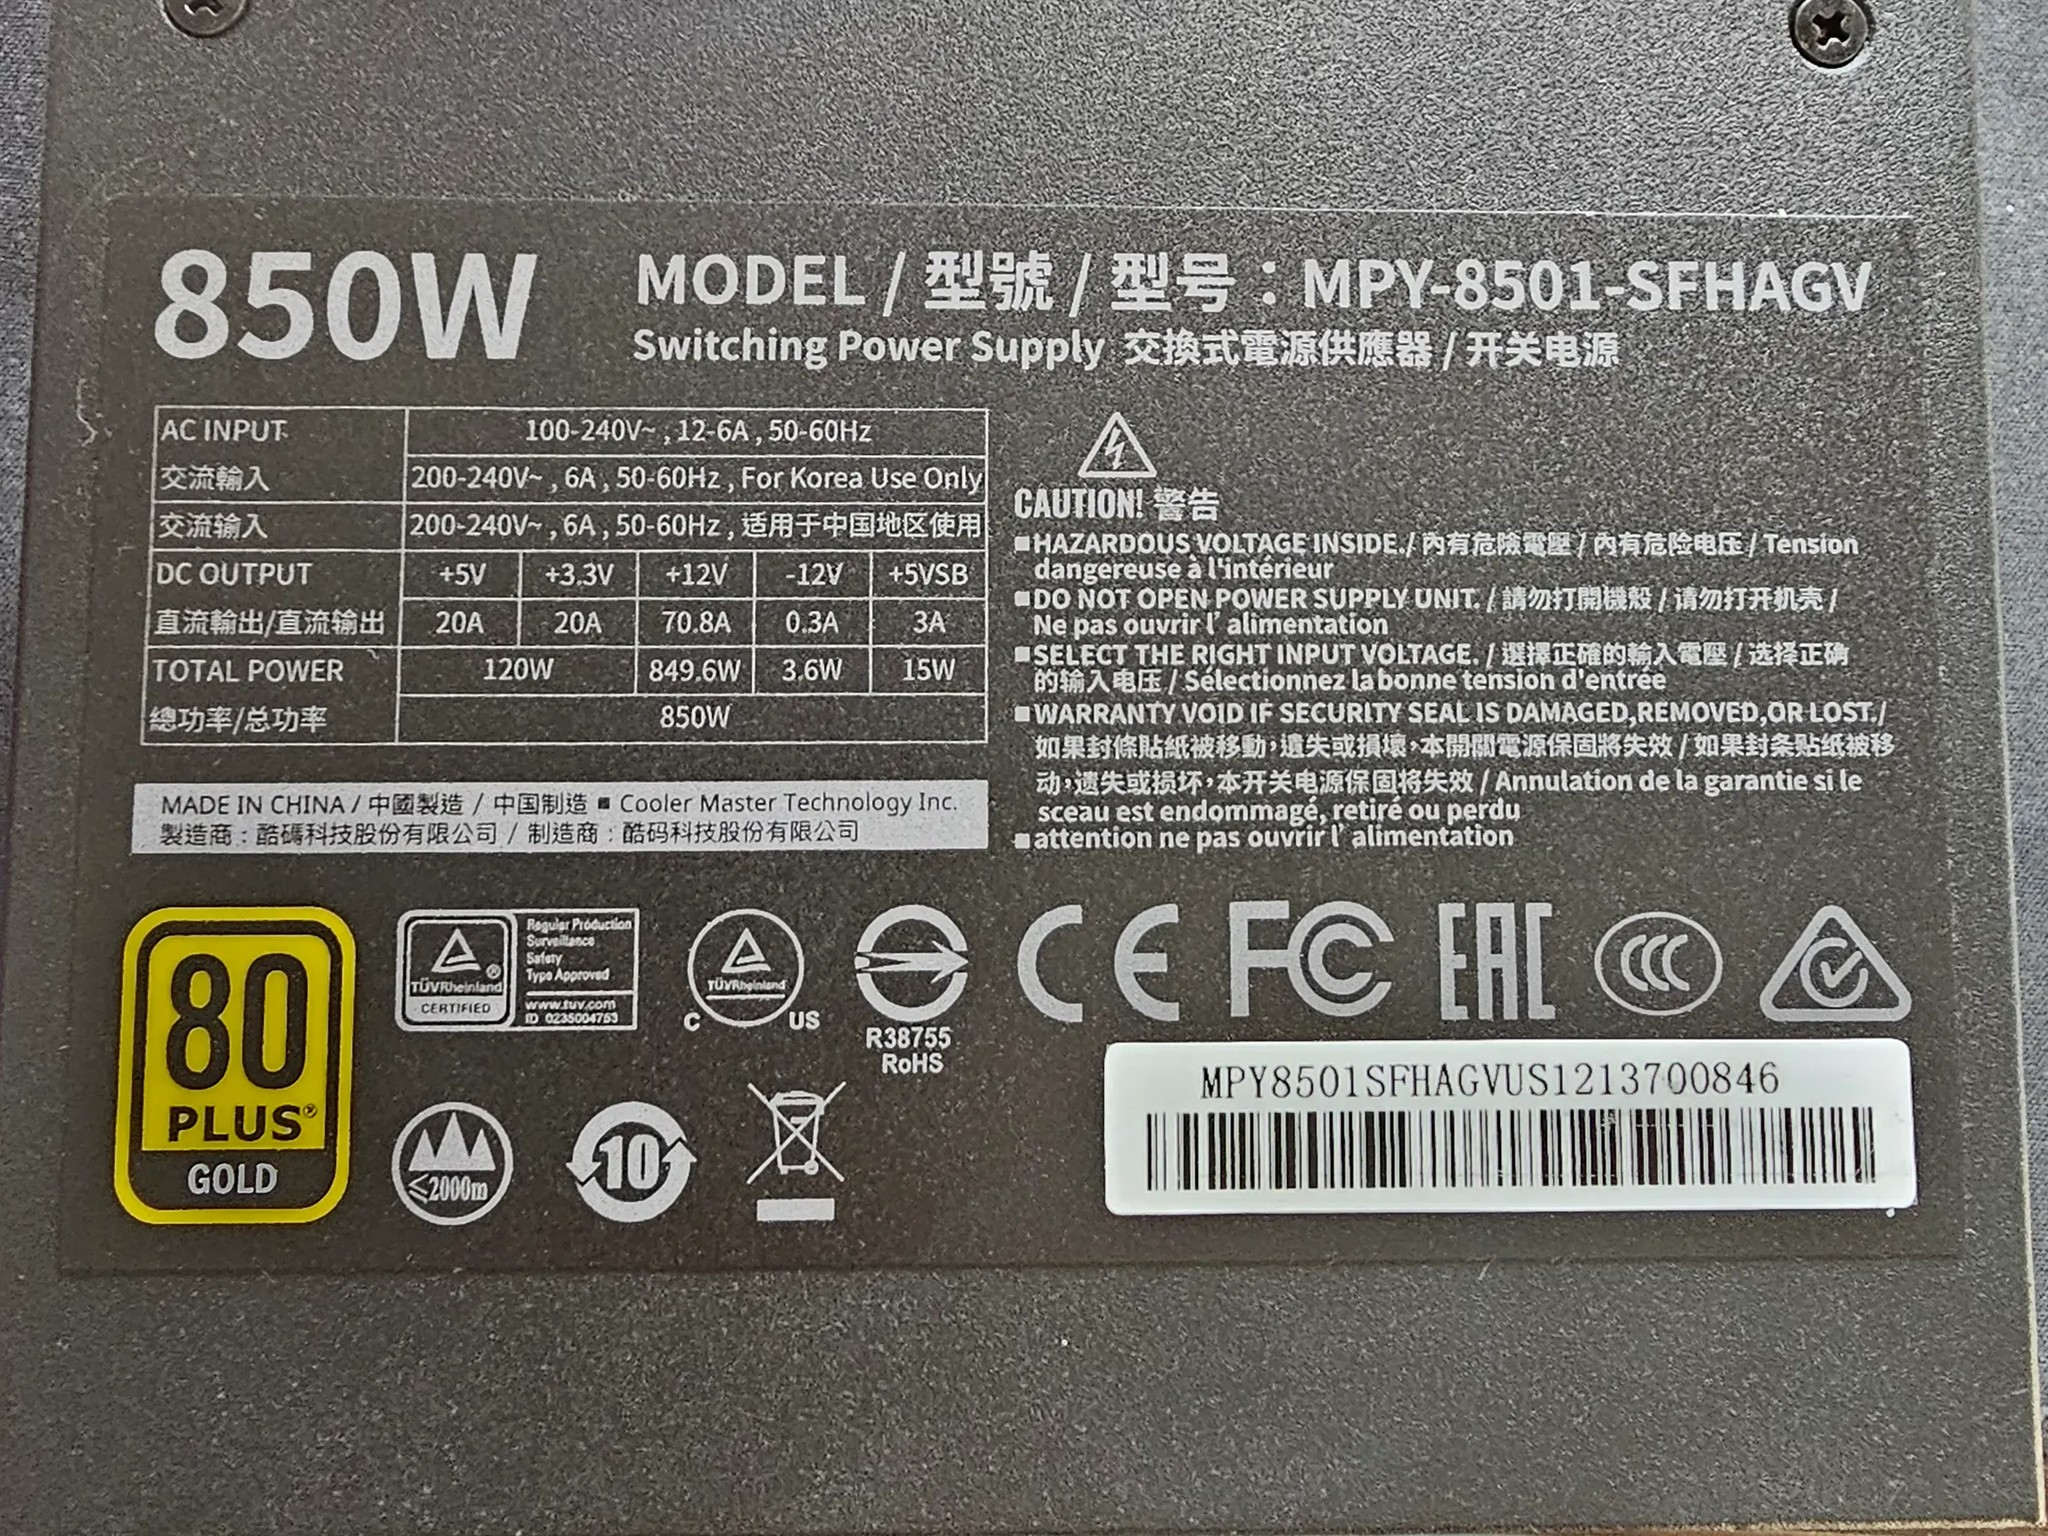 850W
MODEL / 型號 / 型号：MPY-8501-SFHAGV
Switching Power Supply 交換式電源供應器 / 开关电源
AC INPUT 100-240V~ , 12-6A , 50-60Hz
交流輸入 200-240V~ , 6A , 50-60Hz , For Korea Use Only
交流输入 200-240V~ , 6A , 50-60Hz , 适用于中国地区使用
DC OUTPUT +5V +3.3V +12V -12V +5VSB
直流輸出/直流输出 20A 20A 70.8A 0.3A 3A
TOTAL POWER 120W 849.6W 3.6W 15W
總功率/总功率 850W
MADE IN CHINA / 中國製造 / 中国制造 ■ Cooler Master Technology Inc.
製造商：酷碼科技股份有限公司 / 制造商：酷码科技股份有限公司
CAUTION! 警告
■HAZARDOUS VOLTAGE INSIDE./ 內有危險電壓 / 内有危险电压 / Tension
dangereuse à l'intérieur
■DO NOT OPEN POWER SUPPLY UNIT. / 請勿打開機殼 / 请勿打开机壳 /
Ne pas ouvrir l' alimentation
■SELECT THE RIGHT INPUT VOLTAGE. / 選擇正確的輸入電壓 / 选择正确
的输入电压 / Sélectionnez la bonne tension d'entrée
■WARRANTY VOID IF SECURITY SEAL IS DAMAGED,REMOVED,OR LOST./
如果封條貼紙被移動,遺失或損壞,本開關電源保固將失效 / 如果封条贴纸被移
动,遗失或损坏,本开关电源保固将失效 / Annulation de la garantie si le
sceau est endommagé, retiré ou perdu
■attention ne pas ouvrir l' alimentation
80
PLUS®
GOLD
TÜVRheinland®
CERTIFIED
Regular Production
Surveillance
Safety
Type Approved
www.tuv.com
ID 0235004753
TÜVRheinland
C US
R38755
RoHS
CE
FC
EAC
CCC
≤2000m
10
MPY8501SFHAGVUS1213700846